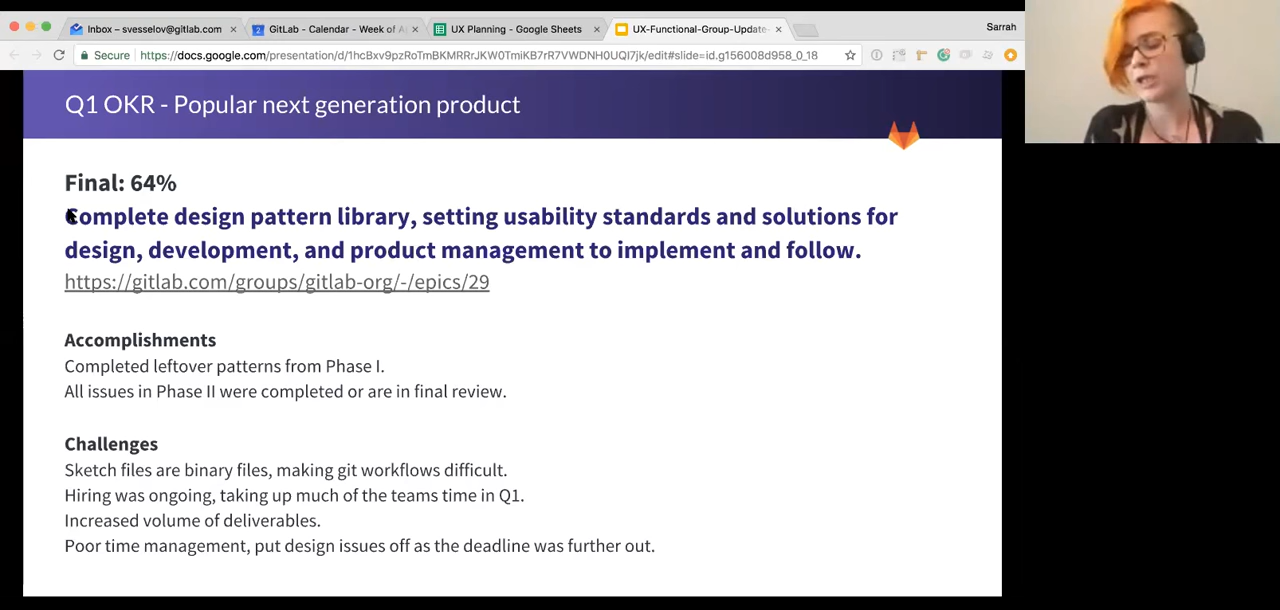 Inbox – svesselov@gitlab.com
GitLab - Calendar - Week of A
UX Planning - Google Sheets
UX-Functional-Group-Update-
Sarrah
Secure
https://docs.google.com/presentation/d/1hcBxv9pzRoTmBKMRRrJKW0TmiKB7rR7VWDNH0UQI7jk/edit#slide=id.g156008d958_0_18
Q1 OKR - Popular next generation product
Final: 64%
Complete design pattern library, setting usability standards and solutions for
design, development, and product management to implement and follow.
https://gitlab.com/groups/gitlab-org/-/epics/29
Accomplishments
Completed leftover patterns from Phase I.
All issues in Phase II were completed or are in final review.
Challenges
Sketch files are binary files, making git workflows difficult.
Hiring was ongoing, taking up much of the teams time in Q1.
Increased volume of deliverables.
Poor time management, put design issues off as the deadline was further out.